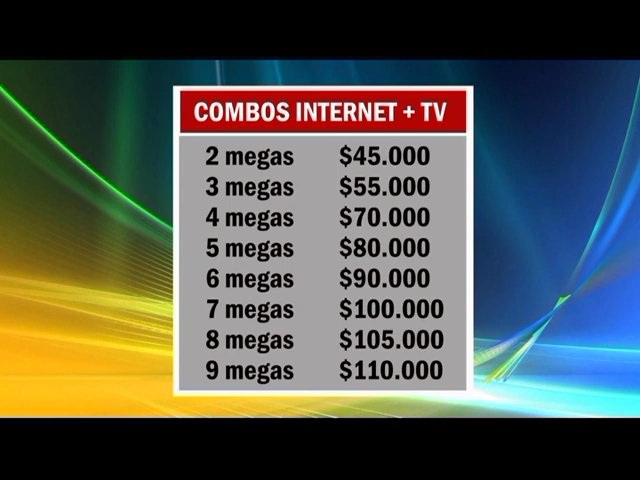 COMBOS INTERNET + TV
2 megas $45.000
3 megas $55.000
4 megas $70.000
5 megas $80.000
6 megas $90.000
7 megas $100.000
8 megas $105.000
9 megas $110.000